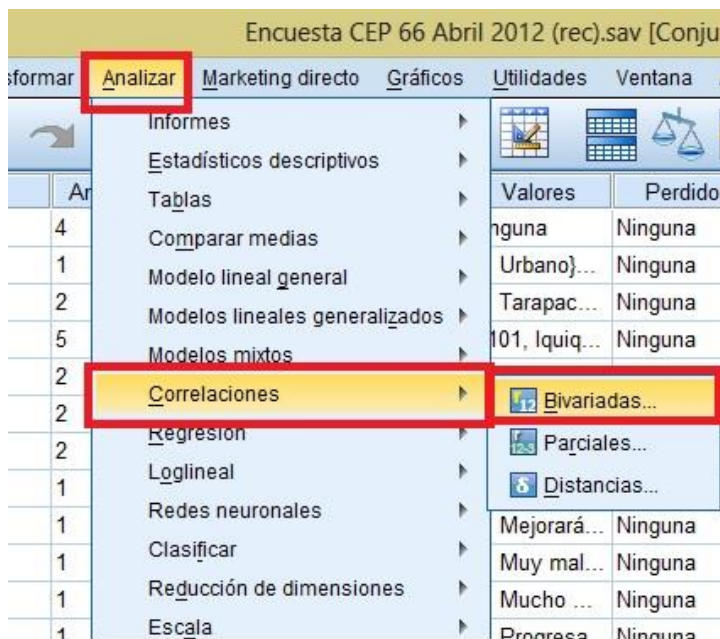 Encuesta CEP 66 Abril 2012 (rec).sav [Conju
sformar Analizar Marketing directo Gráficos Utilidades Ventana
Informes
Estadísticos descriptivos
Tablas
Comparar medias
Modelo lineal general
Modelos lineales generalizados
Modelos mixtos
Correlaciones
Regresión
Loglineal
Redes neuronales
Clasificar
Reducción de dimensiones
Escala
Bivariadas...
Parciales...
Distancias...
An Valores Perdido
4 nguna Ninguna
1 Urbano}... Ninguna
2 Tarapac... Ninguna
5 101, Iquiq... Ninguna
2
2
2
1
1 Mejorará... Ninguna
1 Muy mal... Ninguna
1 Mucho ... Ninguna
1 Progresa Ninguna